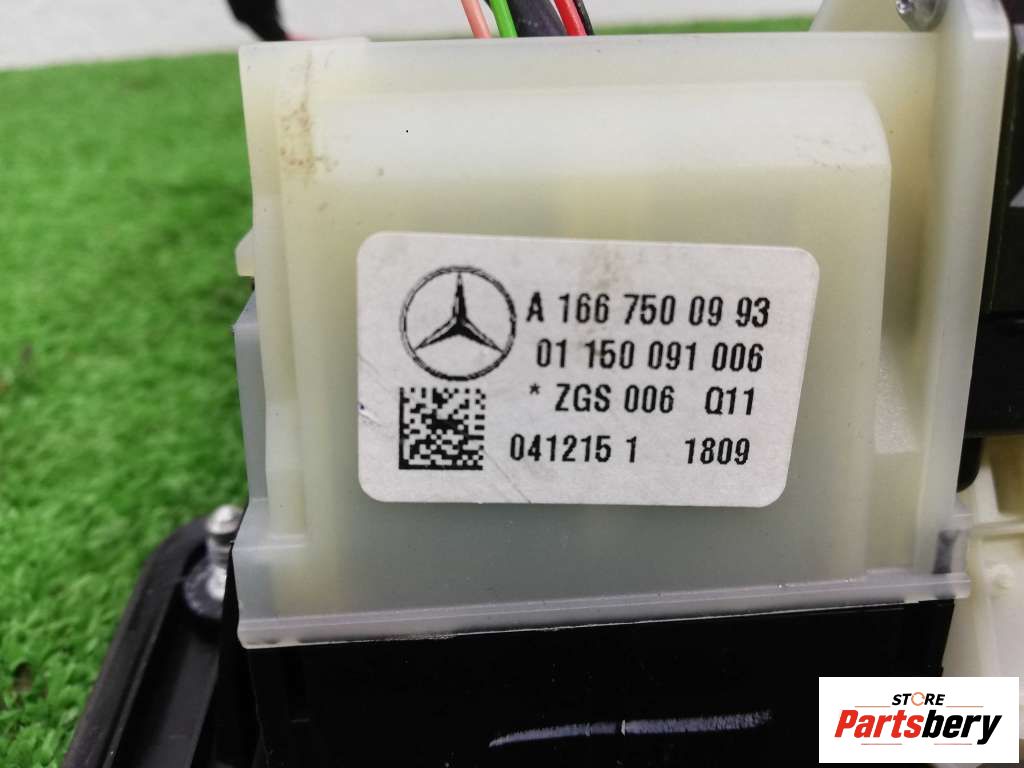 A 166 750 09 93
01 150 091 006
* ZGS 006 Q11
041215 1 1809
STORE
Partsbery